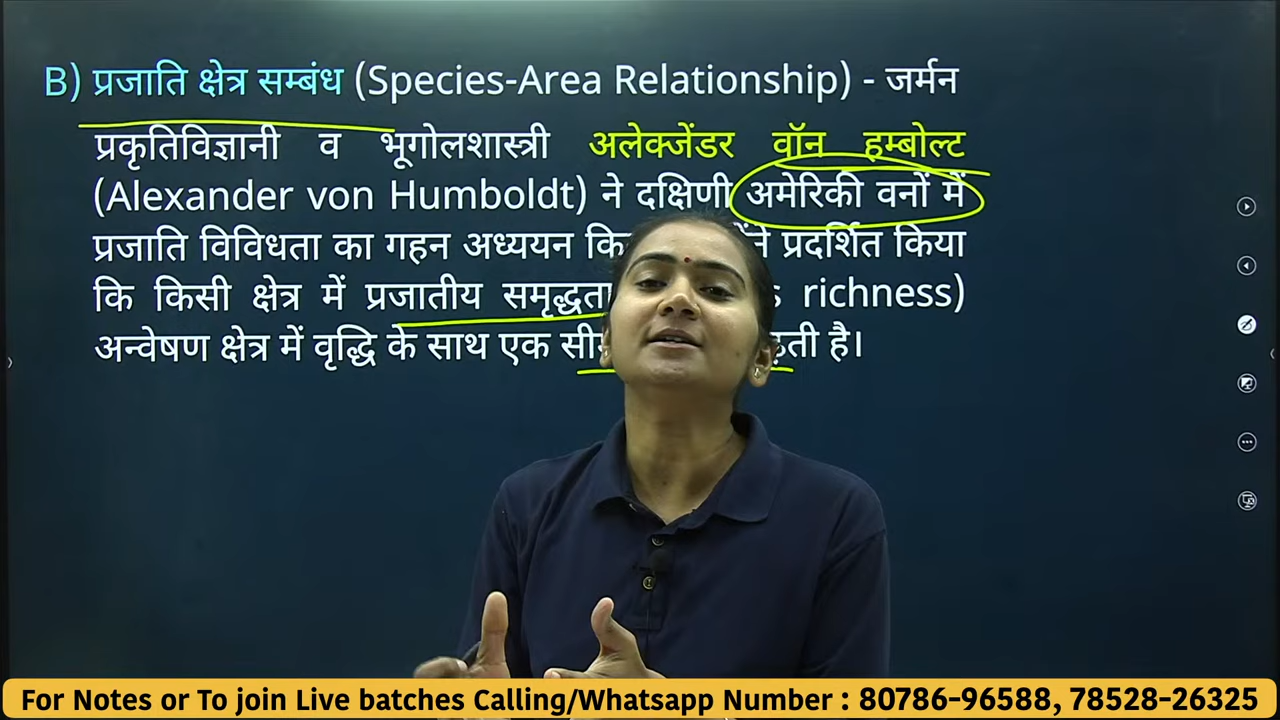 B) प्रजाति क्षेत्र सम्बंध (Species-Area Relationship) - जर्मन
प्रकृतिविज्ञानी व भूगोलशास्त्री अलेक्जेंडर वॉन हम्बोल्ट
(Alexander von Humboldt) ने दक्षिणी अमेरिकी वनों में
प्रजाति विविधता का गहन अध्ययन प्रदर्शित किया
कि किसी क्षेत्र में प्रजातीय समृद्धता richness)
अन्वेषण क्षेत्र में वृद्धि के साथ एक है।
For Notes or To join Live batches Calling/Whatsapp Number : 80786-96588, 78528-26325